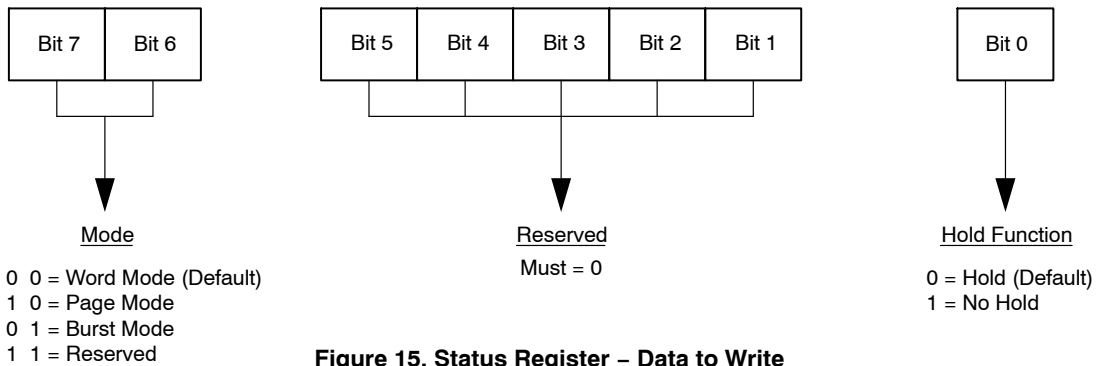 Bit 7 Bit 6 Bit 5 Bit 4 Bit 3 Bit 2 Bit 1 Bit 0
Mode
0 0 = Word Mode (Default)
1 0 = Page Mode
0 1 = Burst Mode
1 1 = Reserved
Reserved
Must = 0
Hold Function
0 = Hold (Default)
1 = No Hold
Figure 15. Status Register − Data to Write